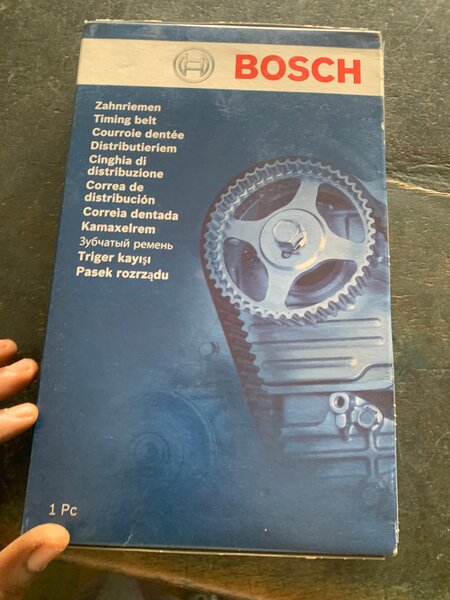 BOSCH
Zahnriemen
Timing belt
Courroie dentée
Distributieriem
Cinghia di
distribuzione
Correa de
distribución
Correia dentada
Kamaxelrem
Зубчатый ремень
Triger kayışı
Pasek rozrządu
1 Pc